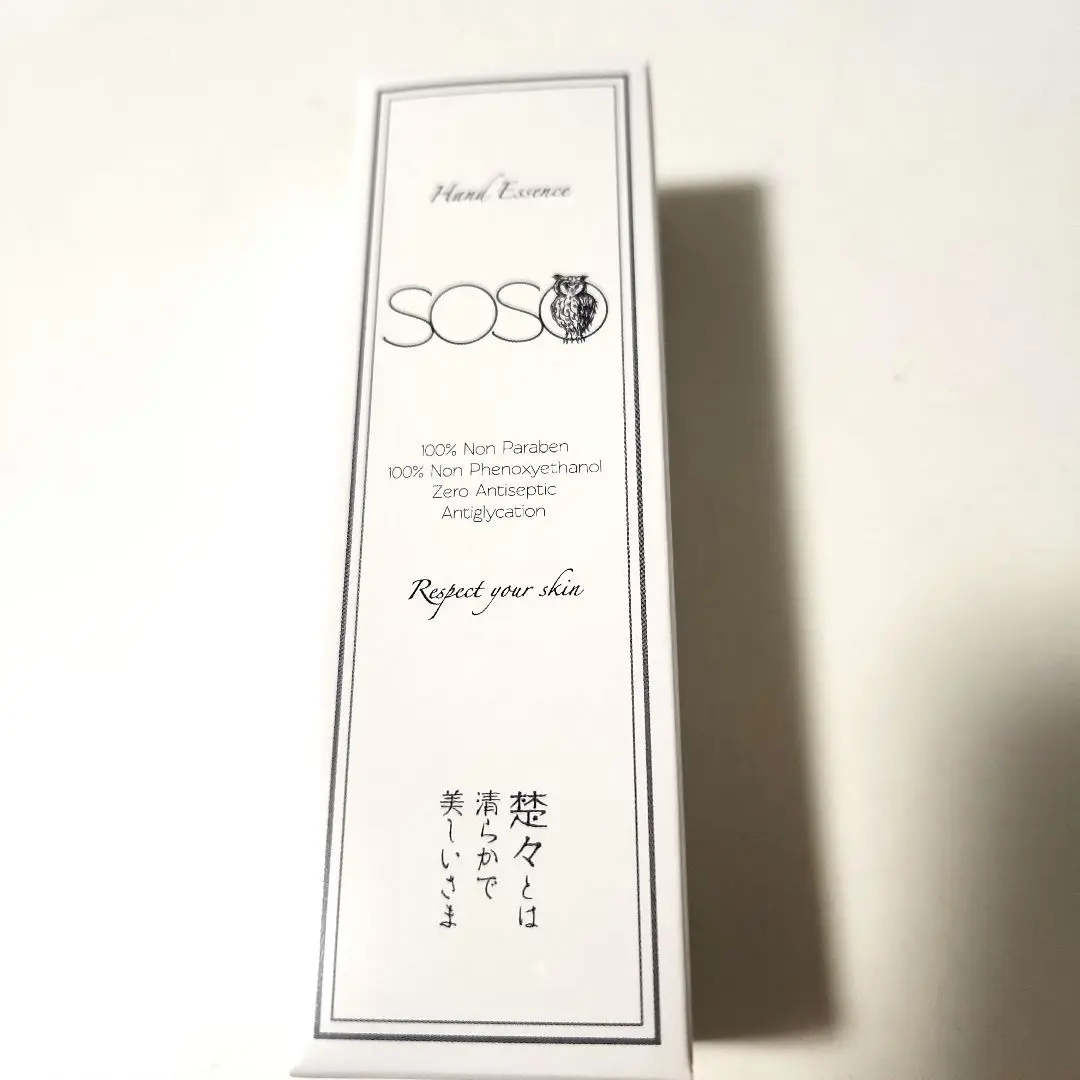 Hand Essence
SOSO
100% Non Paraben
100% Non Phenoxyethanol
Zero Antiseptic
Antiglycation
Respect your skin
楚々とは
清らかで
美しいさま